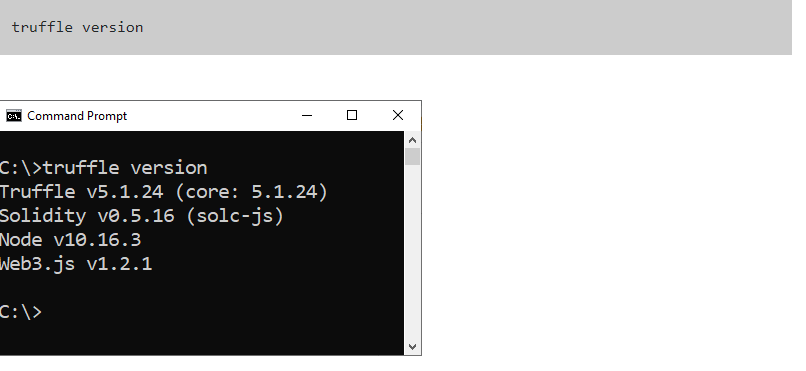 truffle version
Command Prompt
C:\>truffle version
Truffle v5.1.24 (core: 5.1.24)
Solidity v0.5.16 (solc-js)
Node v10.16.3
Web3.js v1.2.1
C:\>